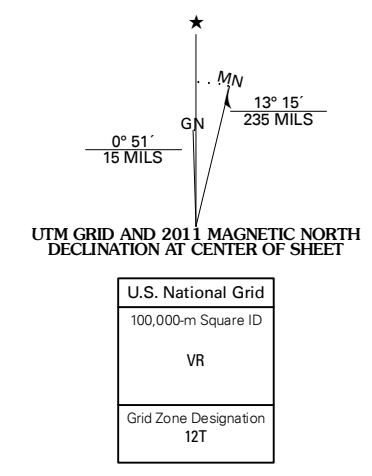 ★
MN
GN
13° 15´
235 MILS
0° 51´
15 MILS
UTM GRID AND 2011 MAGNETIC NORTH
DECLINATION AT CENTER OF SHEET
U.S. National Grid
100,000-m Square ID
VR
Grid Zone Designation
12T